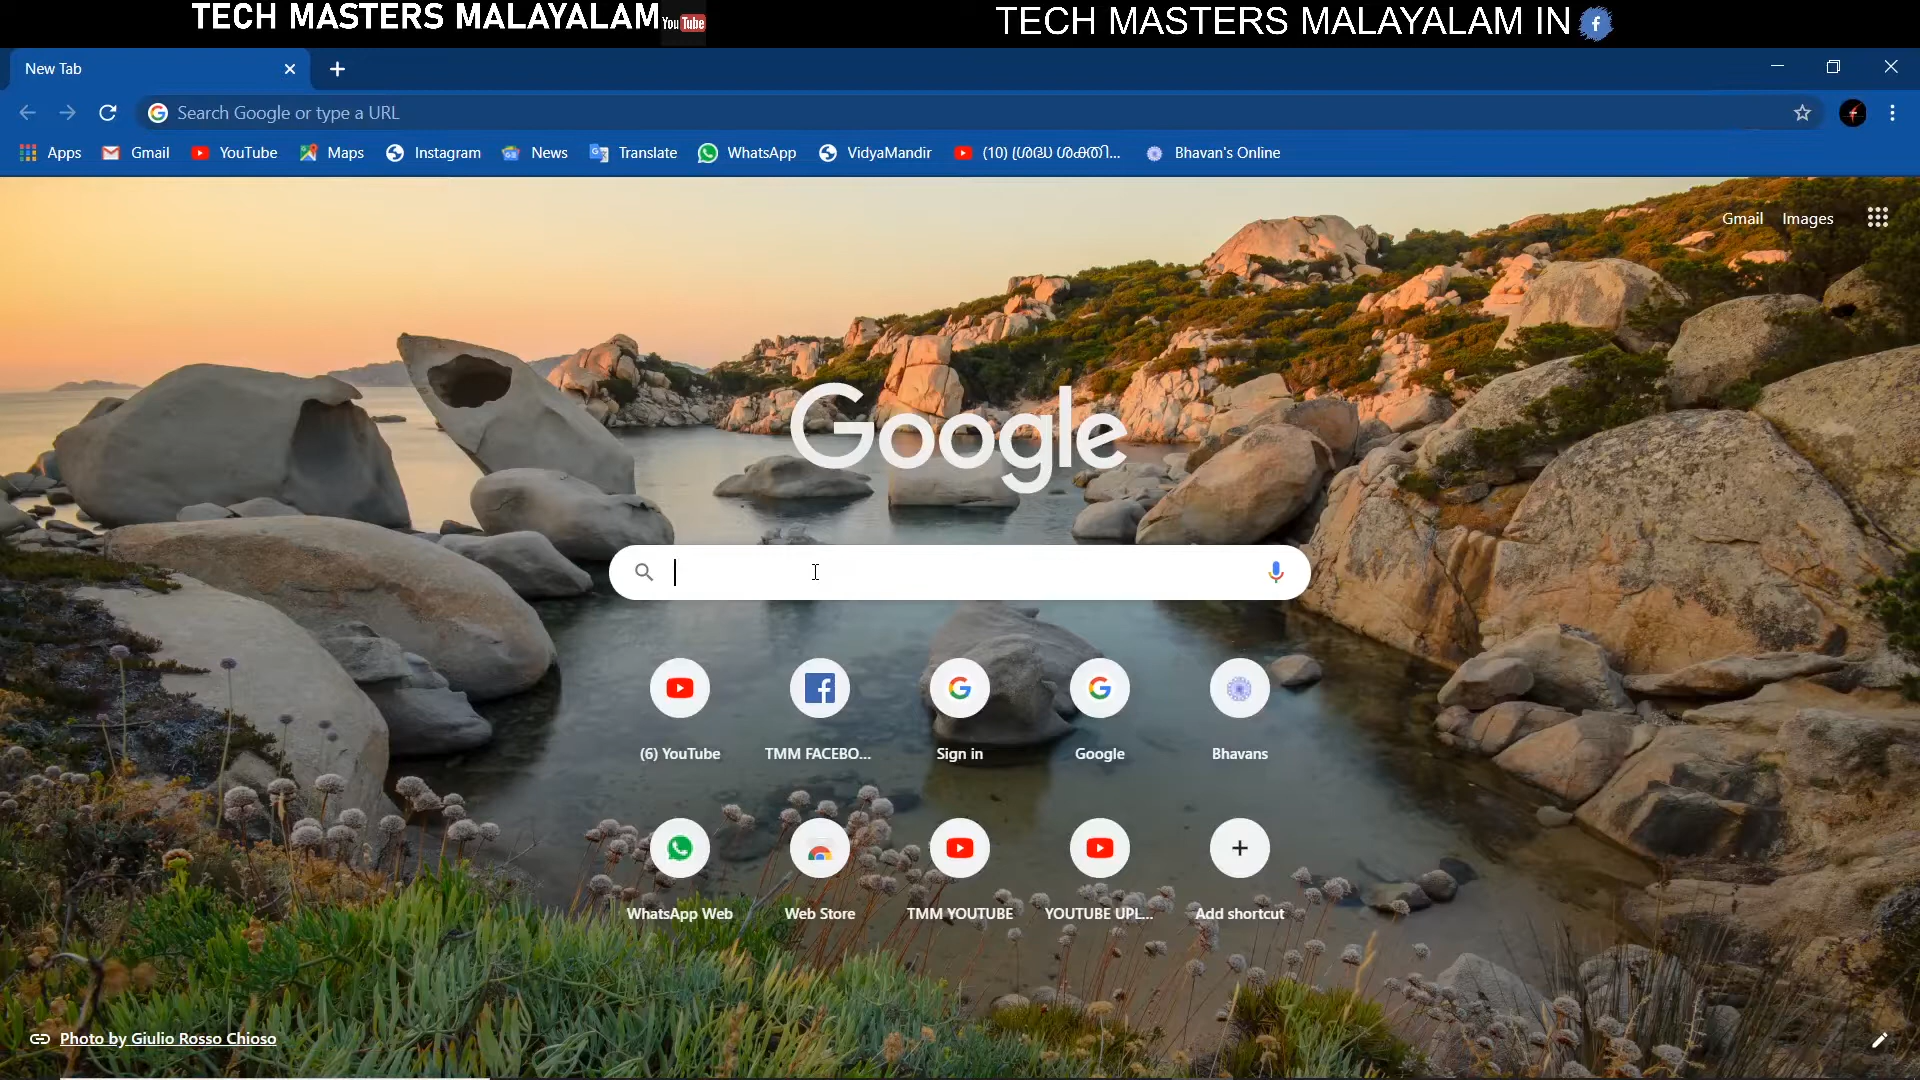 TECH MASTERS MALAYALAM You Tube
TECH MASTERS MALAYALAM IN f
New Tab
Search Google or type a URL
Apps
Gmail
YouTube
Maps
Instagram
News
Translate
WhatsApp
VidyaMandir
(10) (ശ്രദ്ധ ശക്തി...
Bhavan's Online
Gmail
Images
Google
(6) YouTube
TMM FACEBO...
Sign in
Google
Bhavans
WhatsApp Web
Web Store
TMM YOUTUBE
YOUTUBE UPL...
Add shortcut
Photo by Giulio Rosso Chioso